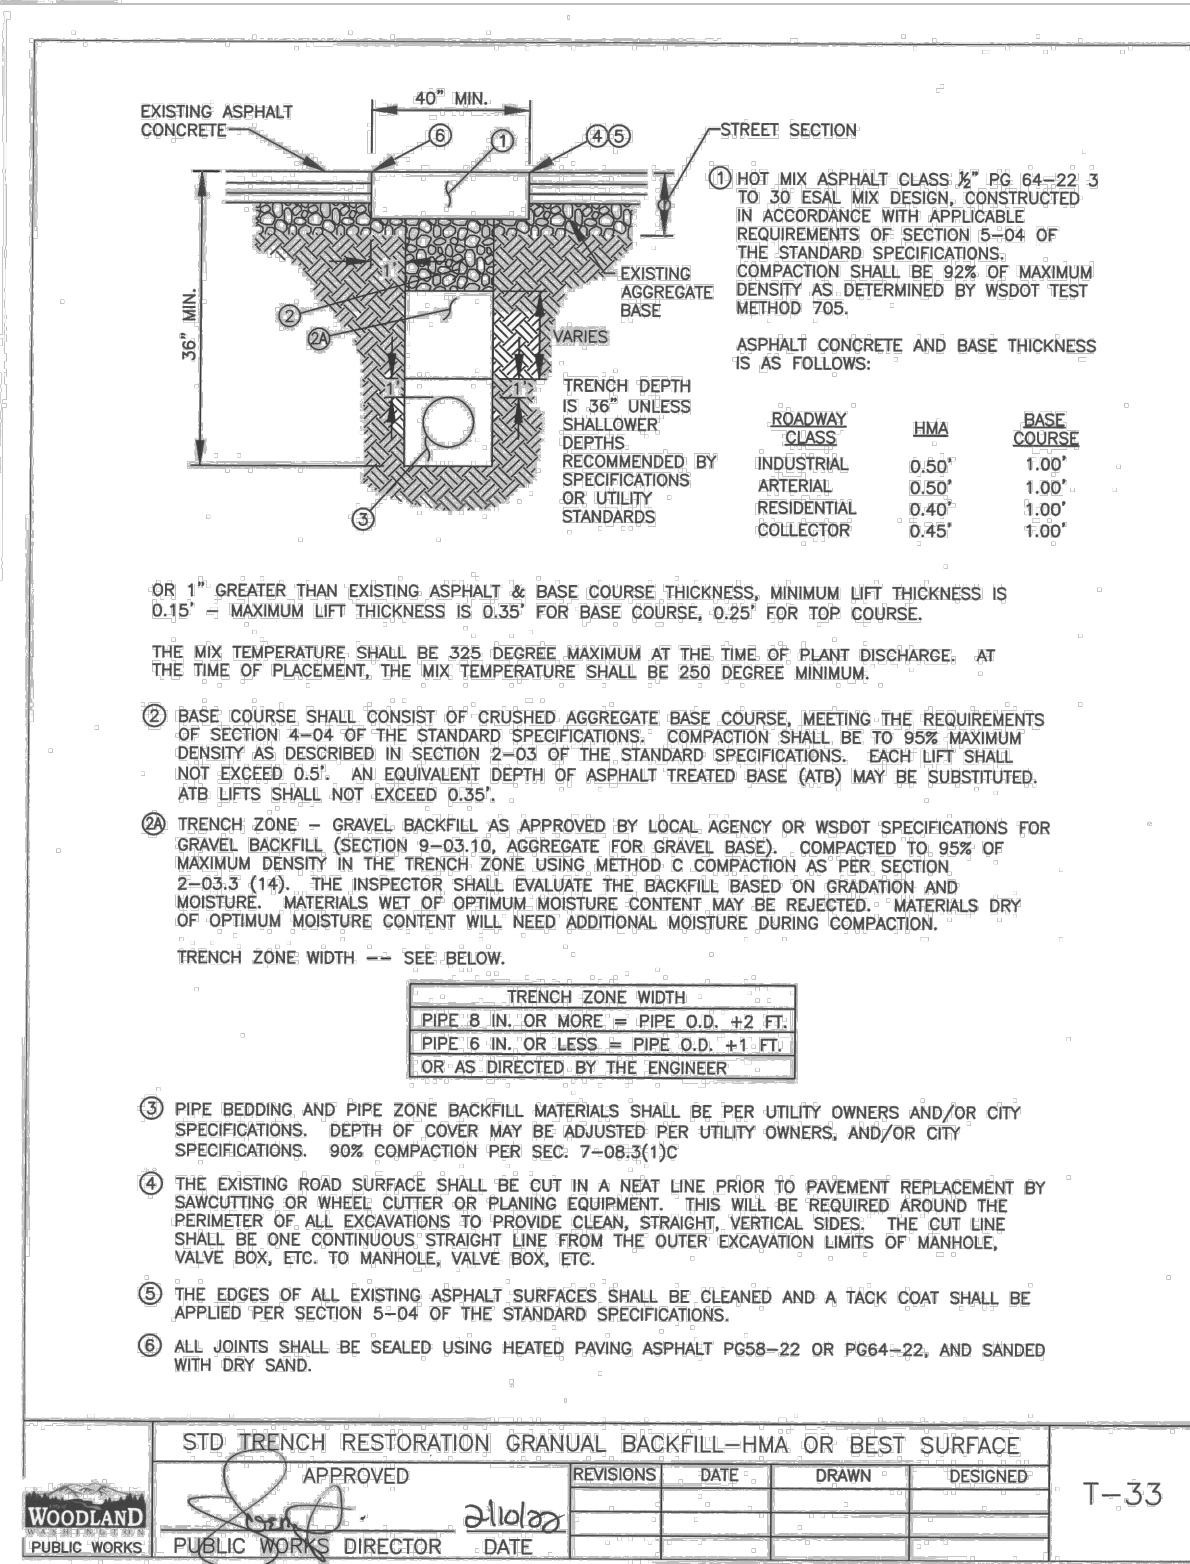 40" MIN.
EXISTING ASPHALT
CONCRETE
6
1
4 5
STREET SECTION
36" MIN.
1'
2
2A
EXISTING
AGGREGATE
BASE
VARIES
1'
1'
3
TRENCH DEPTH
IS 36" UNLESS
SHALLOWER
DEPTHS
RECOMMENDED BY
SPECIFICATIONS
OR UTILITY
STANDARDS
1 HOT MIX ASPHALT CLASS ½" PG 64-22 3
TO 30 ESAL MIX DESIGN, CONSTRUCTED
IN ACCORDANCE WITH APPLICABLE
REQUIREMENTS OF SECTION 5-04 OF
THE STANDARD SPECIFICATIONS.
COMPACTION SHALL BE 92% OF MAXIMUM
DENSITY AS DETERMINED BY WSDOT TEST
METHOD 705.
ASPHALT CONCRETE AND BASE THICKNESS
IS AS FOLLOWS:
ROADWAY CLASS HMA BASE COURSE
INDUSTRIAL 0.50' 1.00'
ARTERIAL 0.50' 1.00'
RESIDENTIAL 0.40' 1.00'
COLLECTOR 0.45' 1.00'
OR 1" GREATER THAN EXISTING ASPHALT & BASE COURSE THICKNESS, MINIMUM LIFT THICKNESS IS
0.15' - MAXIMUM LIFT THICKNESS IS 0.35' FOR BASE COURSE, 0.25' FOR TOP COURSE.
THE MIX TEMPERATURE SHALL BE 325 DEGREE MAXIMUM AT THE TIME OF PLANT DISCHARGE. AT
THE TIME OF PLACEMENT, THE MIX TEMPERATURE SHALL BE 250 DEGREE MINIMUM.
2 BASE COURSE SHALL CONSIST OF CRUSHED AGGREGATE BASE COURSE, MEETING THE REQUIREMENTS
OF SECTION 4-04 OF THE STANDARD SPECIFICATIONS. COMPACTION SHALL BE TO 95% MAXIMUM
DENSITY AS DESCRIBED IN SECTION 2-03 OF THE STANDARD SPECIFICATIONS. EACH LIFT SHALL
NOT EXCEED 0.5'. AN EQUIVALENT DEPTH OF ASPHALT TREATED BASE (ATB) MAY BE SUBSTITUTED.
ATB LIFTS SHALL NOT EXCEED 0.35'.
2A TRENCH ZONE - GRAVEL BACKFILL AS APPROVED BY LOCAL AGENCY OR WSDOT SPECIFICATIONS FOR
GRAVEL BACKFILL (SECTION 9-03.10, AGGREGATE FOR GRAVEL BASE). COMPACTED TO 95% OF
MAXIMUM DENSITY IN THE TRENCH ZONE USING METHOD C COMPACTION AS PER SECTION
2-03.3 (14). THE INSPECTOR SHALL EVALUATE THE BACKFILL BASED ON GRADATION AND
MOISTURE. MATERIALS WET OF OPTIMUM MOISTURE CONTENT MAY BE REJECTED. MATERIALS DRY
OF OPTIMUM MOISTURE CONTENT WILL NEED ADDITIONAL MOISTURE DURING COMPACTION.
TRENCH ZONE WIDTH -- SEE BELOW.
TRENCH ZONE WIDTH
PIPE 8 IN. OR MORE = PIPE O.D. +2 FT.
PIPE 6 IN. OR LESS = PIPE O.D. +1 FT.
OR AS DIRECTED BY THE ENGINEER
3 PIPE BEDDING AND PIPE ZONE BACKFILL MATERIALS SHALL BE PER UTILITY OWNERS AND/OR CITY
SPECIFICATIONS. DEPTH OF COVER MAY BE ADJUSTED PER UTILITY OWNERS, AND/OR CITY
SPECIFICATIONS. 90% COMPACTION PER SEC. 7-08.3(1)C
4 THE EXISTING ROAD SURFACE SHALL BE CUT IN A NEAT LINE PRIOR TO PAVEMENT REPLACEMENT BY
SAWCUTTING OR WHEEL CUTTER OR PLANING EQUIPMENT. THIS WILL BE REQUIRED AROUND THE
PERIMETER OF ALL EXCAVATIONS TO PROVIDE CLEAN, STRAIGHT, VERTICAL SIDES. THE CUT LINE
SHALL BE ONE CONTINUOUS STRAIGHT LINE FROM THE OUTER EXCAVATION LIMITS OF MANHOLE,
VALVE BOX, ETC. TO MANHOLE, VALVE BOX, ETC.
5 THE EDGES OF ALL EXISTING ASPHALT SURFACES SHALL BE CLEANED AND A TACK COAT SHALL BE
APPLIED PER SECTION 5-04 OF THE STANDARD SPECIFICATIONS.
6 ALL JOINTS SHALL BE SEALED USING HEATED PAVING ASPHALT PG58-22 OR PG64-22, AND SANDED
WITH DRY SAND.
STD TRENCH RESTORATION GRANUAL BACKFILL-HMA OR BEST SURFACE
APPROVED
2/10/22
PUBLIC WORKS DIRECTOR DATE
REVISIONS DATE DRAWN DESIGNED
T-33
WOODLAND
WASHINGTON
PUBLIC WORKS